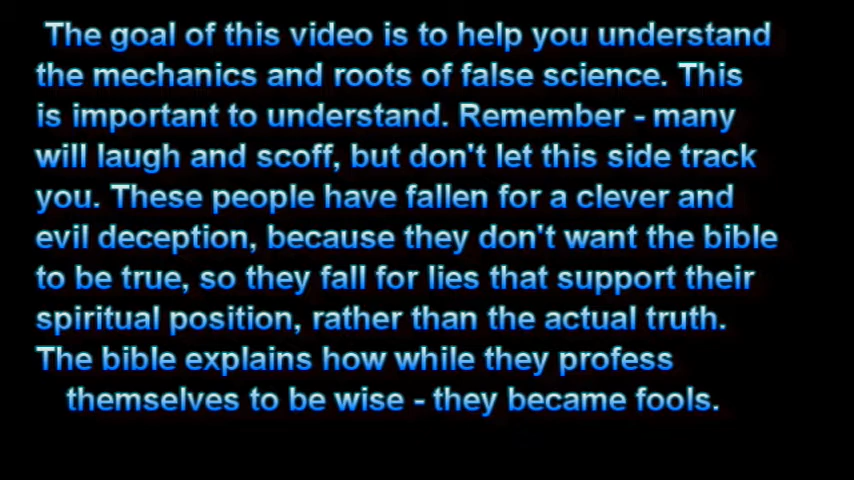 The goal of this video is to help you understand
the mechanics and roots of false science. This
is important to understand. Remember - many
will laugh and scoff, but don't let this side track
you. These people have fallen for a clever and
evil deception, because they don't want the bible
to be true, so they fall for lies that support their
spiritual position, rather than the actual truth.
The bible explains how while they profess
themselves to be wise - they became fools.